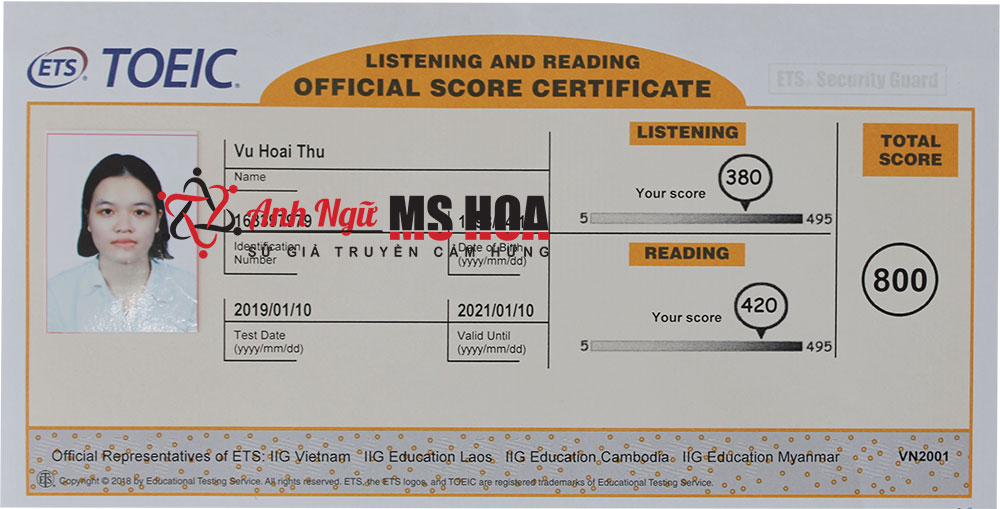 ETS® TOEIC®
LISTENING AND READING
OFFICIAL SCORE CERTIFICATE
ETS® Security Guard
Vu Hoai Thu
Name
Identification
Number
Date of Birth
(yyyy/mm/dd)
2019/01/10
Test Date
(yyyy/mm/dd)
2021/01/10
Valid Until
(yyyy/mm/dd)
Anh Ngữ MS HOA
SỨ GIẢ TRUYỀN CẢM HỨNG
LISTENING
Your score
380
5 495
READING
Your score
420
5 495
TOTAL
SCORE
800
Official Representatives of ETS: IIG Vietnam IIG Education Laos IIG Education Cambodia IIG Education Myanmar VN2001
ETS Copyright © 2018 by Educational Testing Service. All rights reserved. ETS, the ETS logos, and TOEIC are registered trademarks of Educational Testing Service.